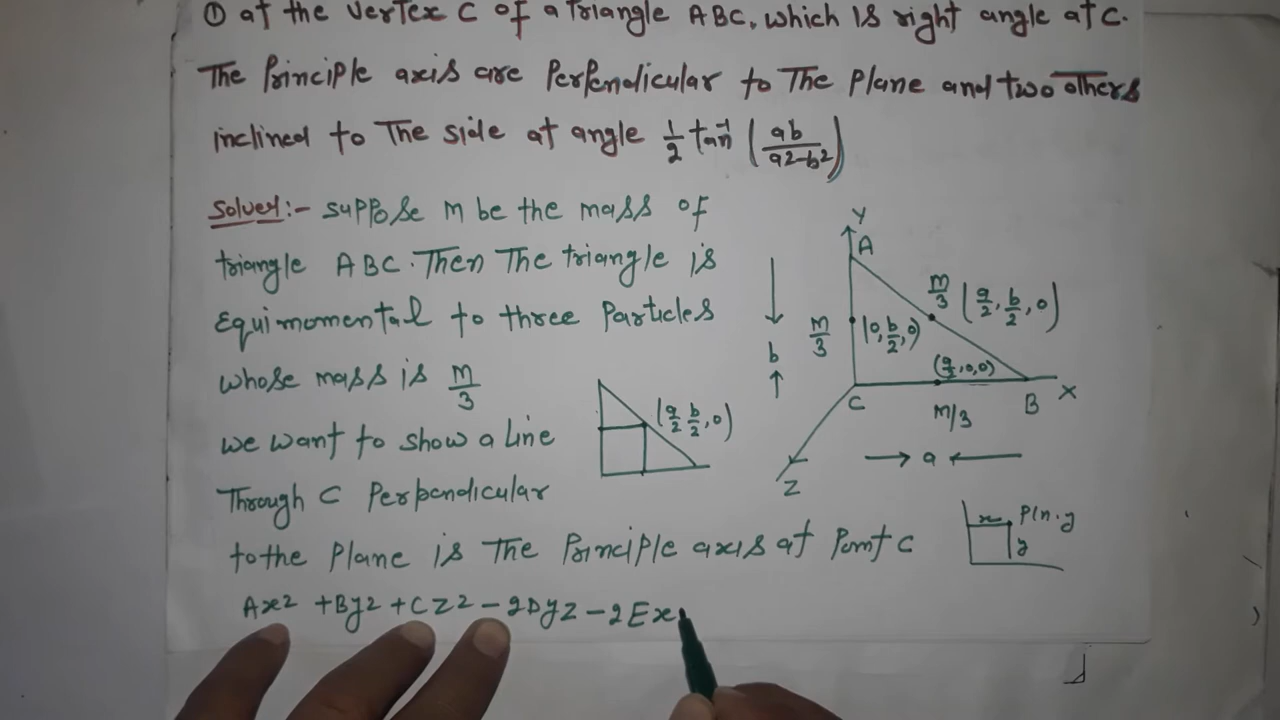 ① at the vertex C of a triangle ABC, which is right angle at C.
The Principle axis are Perpendicular to The Plane and two others
inclined to The side at angle 1/2 tan⁻¹ (ab/a2-b2)
Solved:- suppose M be the mass of
triangle ABC. Then The triangle is
Equimomental to three Particles
whose mass is M/3
we want to show a Line
Through C Perpendicular
to the Plane is The Principle axis at Point C
Ax2 + By2 + CZ2 - 2DyZ - 2Ex
Y
A
M/3 (a/2, b/2, 0)
M/3
(0, b/2, 0)
b
(a/2, 0, 0)
C
M/3
B
X
a
Z
(a/2 b/2, 0)
x
y